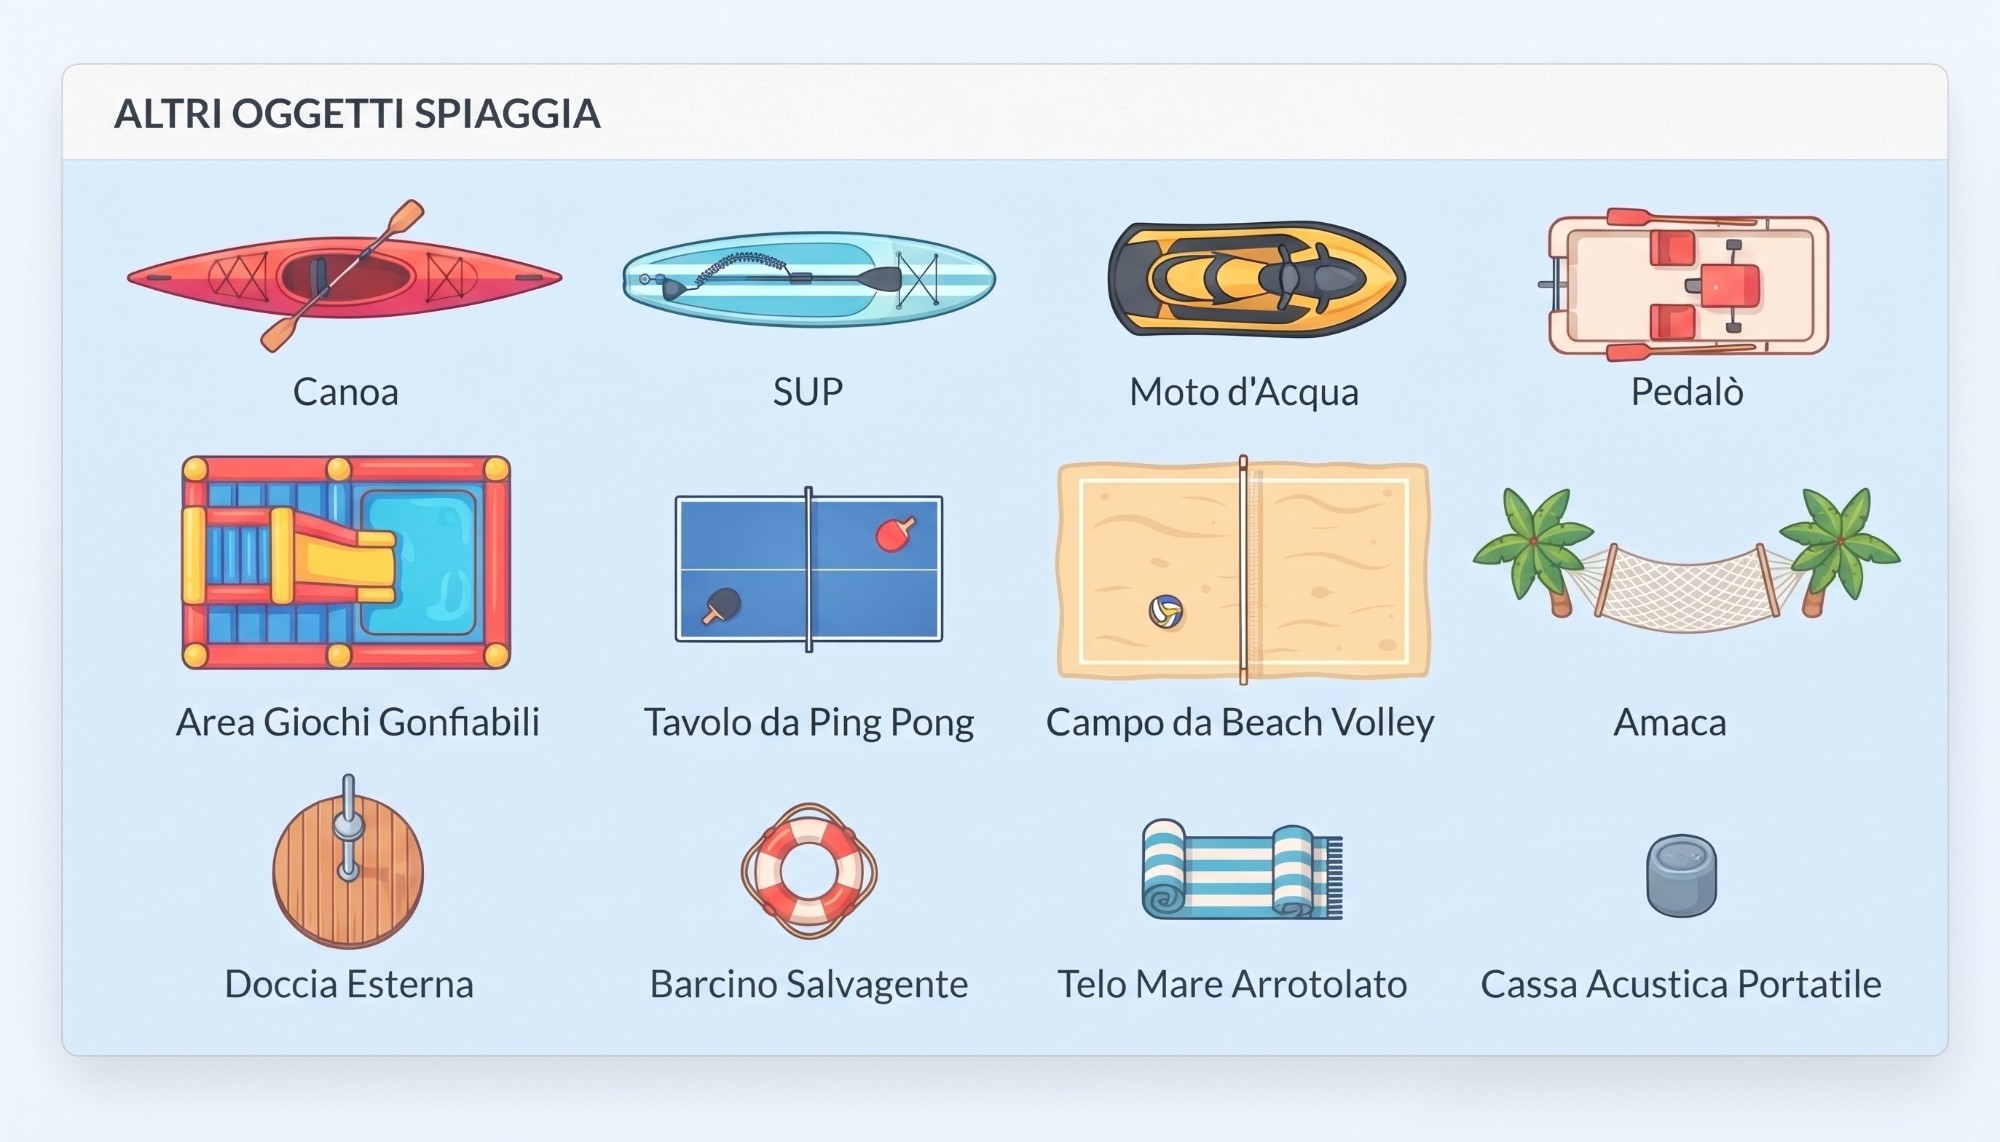 ALTRI OGGETTI SPIAGGIA
Canoa
SUP
Moto d'Acqua
Pedalò
Area Giochi Gonfiabili
Tavolo da Ping Pong
Campo da Beach Volley
Amaca
Doccia Esterna
Barcino Salvagente
Telo Mare Arrotolato
Cassa Acustica Portatile